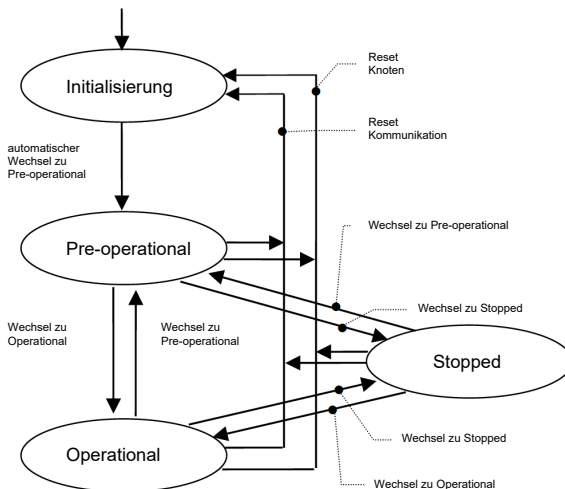 Reset
Knoten
Initialisierung
Reset
Kommunikation
automatischer
Wechsel zu
Pre-operational
Pre-operational
Wechsel zu Pre-operational
Wechsel zu Stopped
Wechsel zu
Operational
Wechsel zu
Pre-operational
Stopped
Operational
Wechsel zu Stopped
Wechsel zu Operational